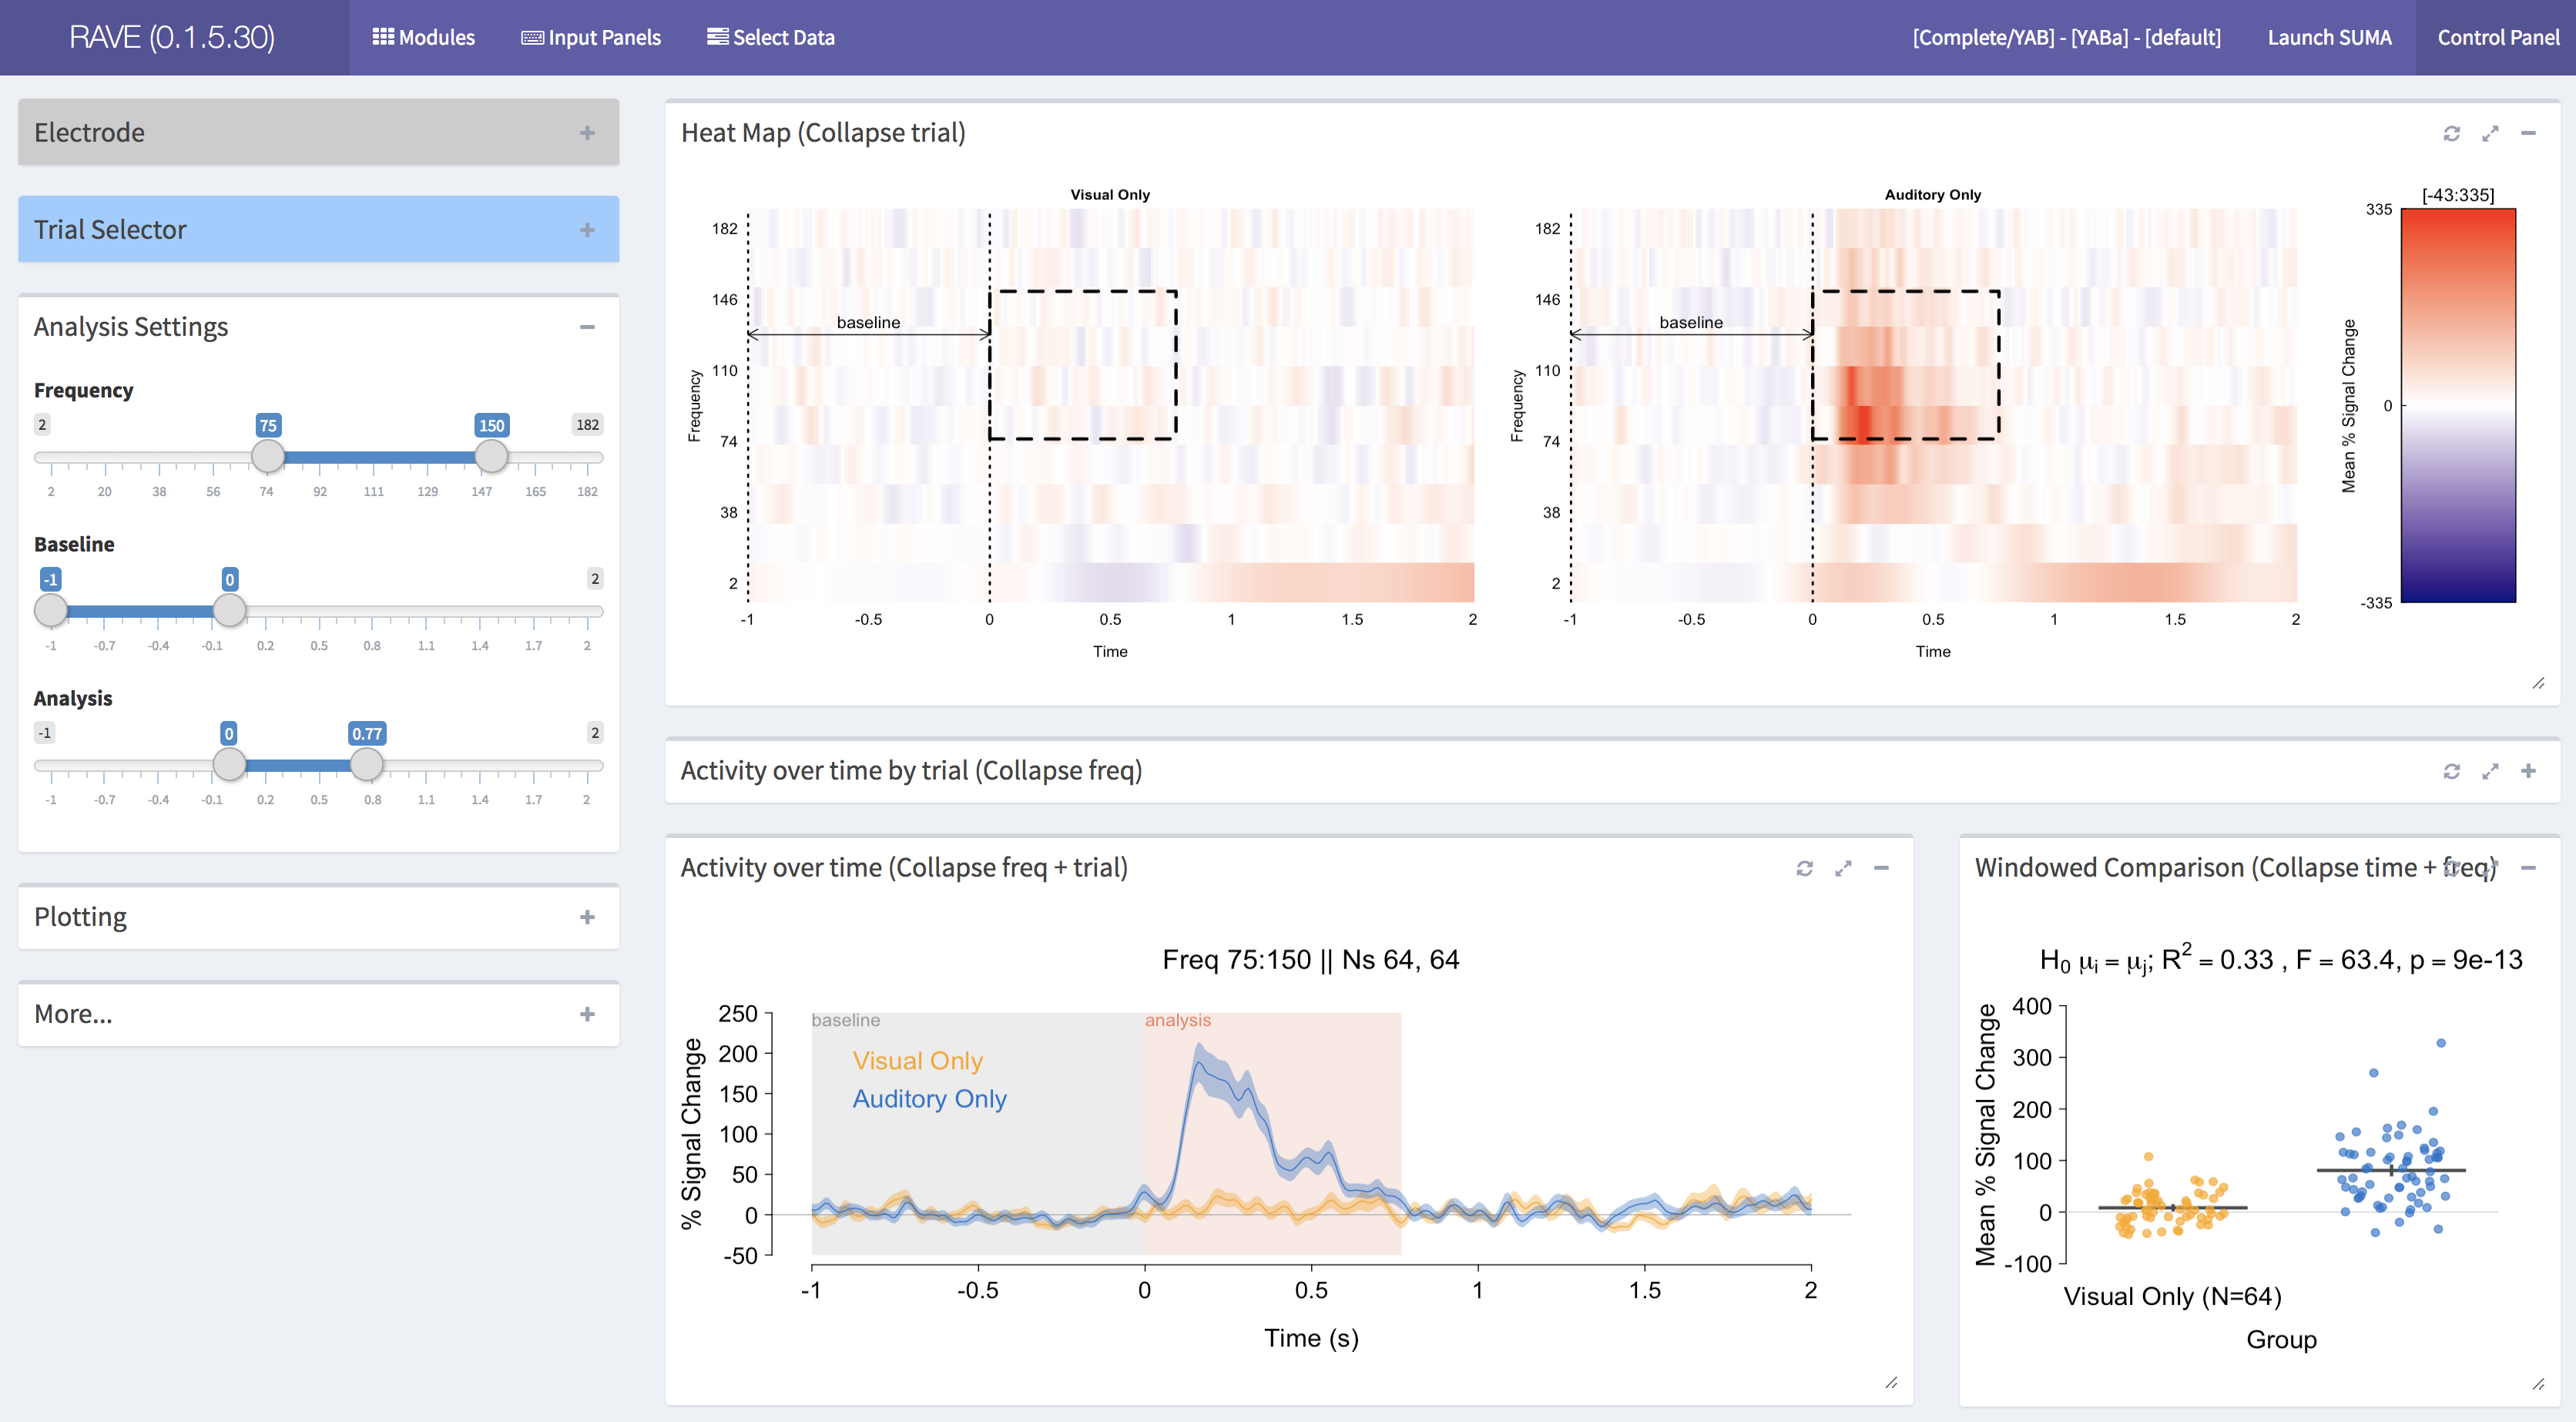 RAVE (0.1.5.30)
Modules
Input Panels
Select Data
[Complete/YAB] - [YABa] - [default]
Launch SUMA
Control Panel
Electrode
Trial Selector
Analysis Settings
Frequency
2 75 150 182
2 20 38 56 74 92 111 129 147 165 182
Baseline
-1 0 2
-1 -0.7 -0.4 -0.1 0.2 0.5 0.8 1.1 1.4 1.7 2
Analysis
-1 0 0.77 2
-1 -0.7 -0.4 -0.1 0.2 0.5 0.8 1.1 1.4 1.7 2
Plotting
More...
Heat Map (Collapse trial)
Visual Only
Frequency
182
146
110
74
38
2
baseline
-1 -0.5 0 0.5 1 1.5 2
Time
Auditory Only
Frequency
182
146
110
74
38
2
baseline
-1 -0.5 0 0.5 1 1.5 2
Time
[-43:335]
Mean % Signal Change
335
0
-335
Activity over time by trial (Collapse freq)
Activity over time (Collapse freq + trial)
Freq 75:150 || Ns 64, 64
% Signal Change
250
200
150
100
50
0
-50
baseline
analysis
Visual Only
Auditory Only
-1 -0.5 0 0.5 1 1.5 2
Time (s)
Windowed Comparison (Collapse time + freq)
H₀ μᵢ = μⱼ; R² = 0.33 , F = 63.4, p = 9e-13
Mean % Signal Change
400
300
200
100
0
-100
Visual Only (N=64)
Group